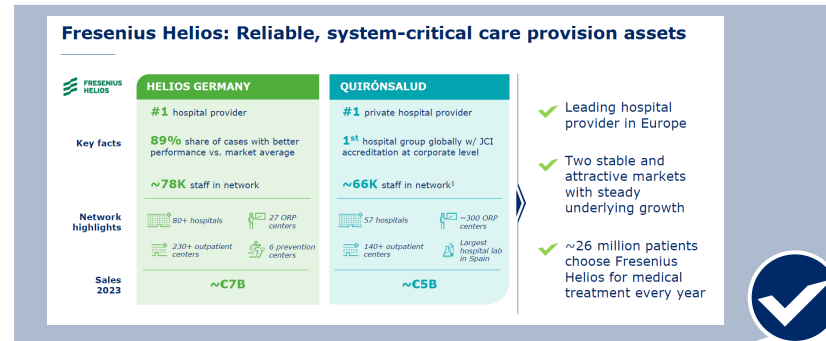 Fresenius Helios: Reliable, system-critical care provision assets
FRESENIUS
HELIOS
HELIOS GERMANY
QUIRÓNSALUD
Key facts
#1 hospital provider
89% share of cases with better
performance vs. market average
~78K staff in network
#1 private hospital provider
1st hospital group globally w/ JCI
accreditation at corporate level
~66K staff in network¹
Network
highlights
80+ hospitals
27 ORP
centers
230+ outpatient
centers
6 prevention
centers
57 hospitals
~300 ORP
centers
140+ outpatient
centers
Largest
hospital lab
in Spain
Sales
2023
~€7B
~€5B
Leading hospital
provider in Europe
Two stable and
attractive markets
with steady
underlying growth
~26 million patients
choose Fresenius
Helios for medical
treatment every year